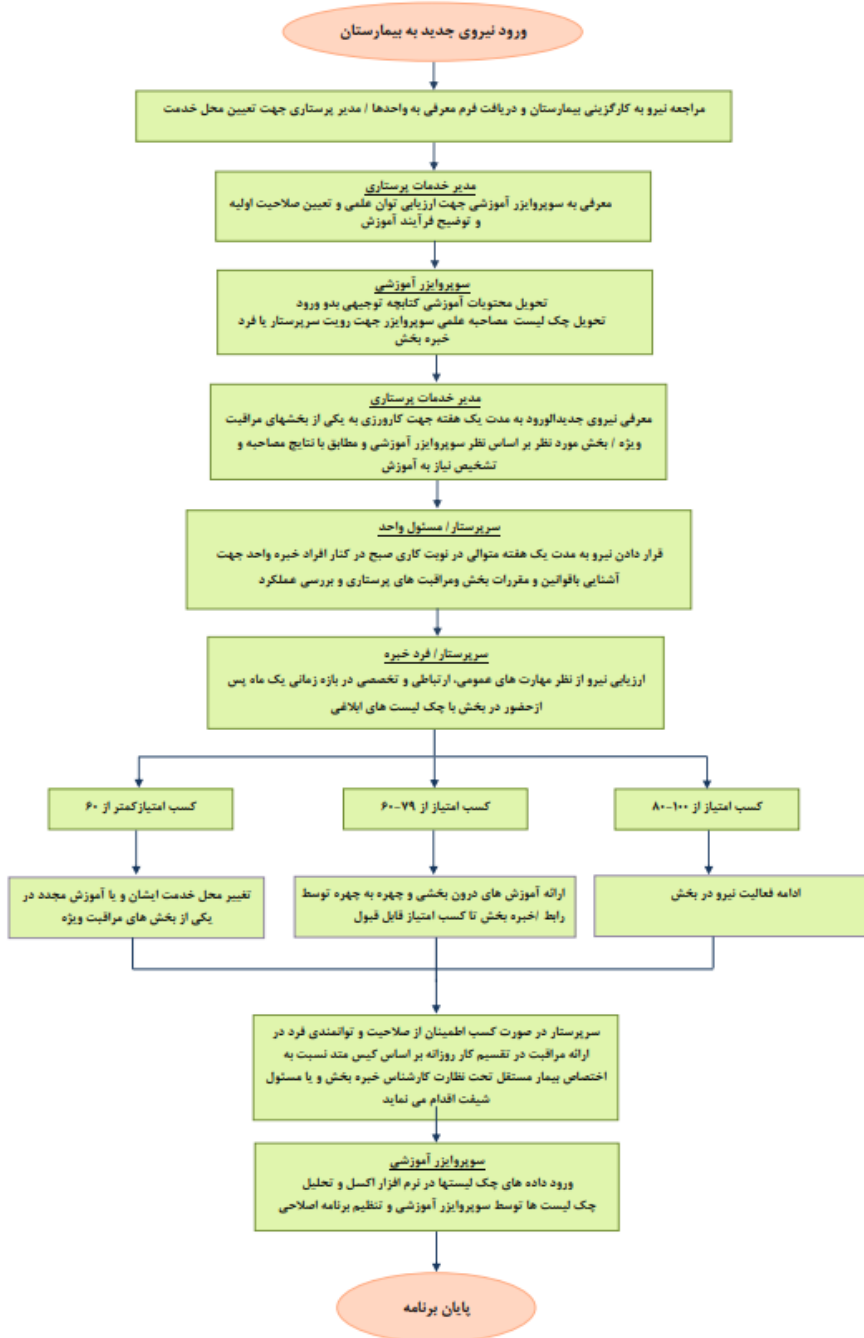 ورود نیروی جدید به بیمارستان
مراجعه نیرو به کارگزینی بیمارستان و دریافت فرم معرفی به واحدها / مدیر پرستاری جهت تعیین محل خدمت
مدیر خدمات پرستاری
معرفی به سوپروایزر آموزشی جهت ارزیابی توان علمی و تعیین صلاحیت اولیه
و توضیح فرآیند آموزش
سوپروایزر آموزشی
تحویل محتویات آموزشی کتابچه توجیهی بدو ورود
تحویل چک لیست مصاحبه علمی سوپروایزر جهت رویت سرپرستار یا فرد
خبره بخش
مدیر خدمات پرستاری
معرفی نیروی جدیدالورود به مدت یک هفته جهت کارورزی به یکی از بخشهای مراقبت
ویژه / بخش مورد نظر بر اساس نظر سوپروایزر آموزشی و مطابق با نتایج مصاحبه و
تشخیص نیاز به آموزش
سرپرستار/ مسئول واحد
قرار دادن نیرو به مدت یک هفته متوالی در نوبت کاری صبح در کنار افراد خبره واحد جهت
آشنایی باقوانین و مقررات بخش ومراقبت های پرستاری و بررسی عملکرد
سرپرستار/ فرد خبره
ارزیابی نیرو از نظر مهارت های عمومی، ارتباطی و تخصصی در بازه زمانی یک ماه پس
ازحضور در بخش با چک لیست های ابلاغی
کسب امتیاز از ۱۰۰-۸۰
کسب امتیاز از ۷۹-۶۰
کسب امتیازکمتر از ۶۰
ادامه فعالیت نیرو در بخش
ارائه آموزش های درون بخشی و چهره به چهره توسط
رابط /خبره بخش تا کسب امتیاز قابل قبول
تغییر محل خدمت ایشان و یا آموزش مجدد در
یکی از بخش های مراقبت ویژه
سرپرستار در صورت کسب اطمینان از صلاحیت و توانمندی فرد در
ارائه مراقبت در تقسیم کار روزانه بر اساس کیس متد نسبت به
اختصاص بیمار مستقل تحت نظارت کارشناس خبره بخش و یا مسئول
شیفت اقدام می نماید
سوپروایزر آموزشی
ورود داده های چک لیستها در نرم افزار اکسل و تحلیل
چک لیست ها توسط سوپروایزر آموزشی و تنظیم برنامه اصلاحی
پایان برنامه